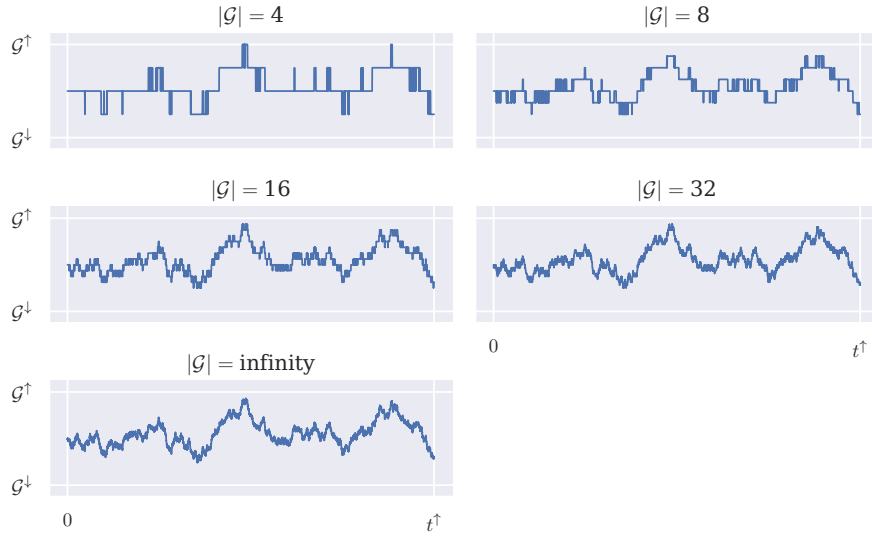 |𝒢| = 4
|𝒢| = 8
𝒢↑
𝒢↓
|𝒢| = 16
|𝒢| = 32
𝒢↑
𝒢↓
0
t↑
|𝒢| = infinity
𝒢↑
𝒢↓
0
t↑